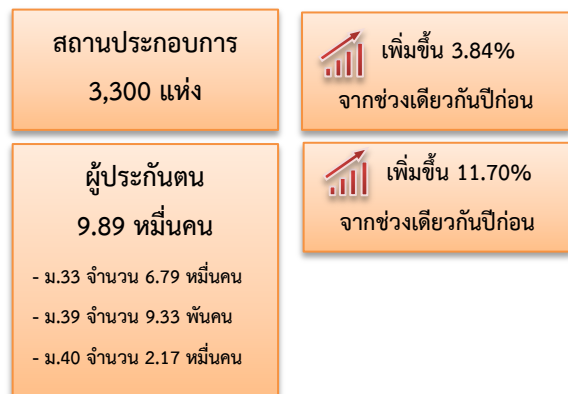 สถานประกอบการ
3,300 แห่ง
เพิ่มขึ้น 3.84%
จากช่วงเดียวกันปีก่อน
ผู้ประกันตน
9.89 หมื่นคน
- ม.33 จำนวน 6.79 หมื่นคน
- ม.39 จำนวน 9.33 พันคน
- ม.40 จำนวน 2.17 หมื่นคน
เพิ่มขึ้น 11.70%
จากช่วงเดียวกันปีก่อน